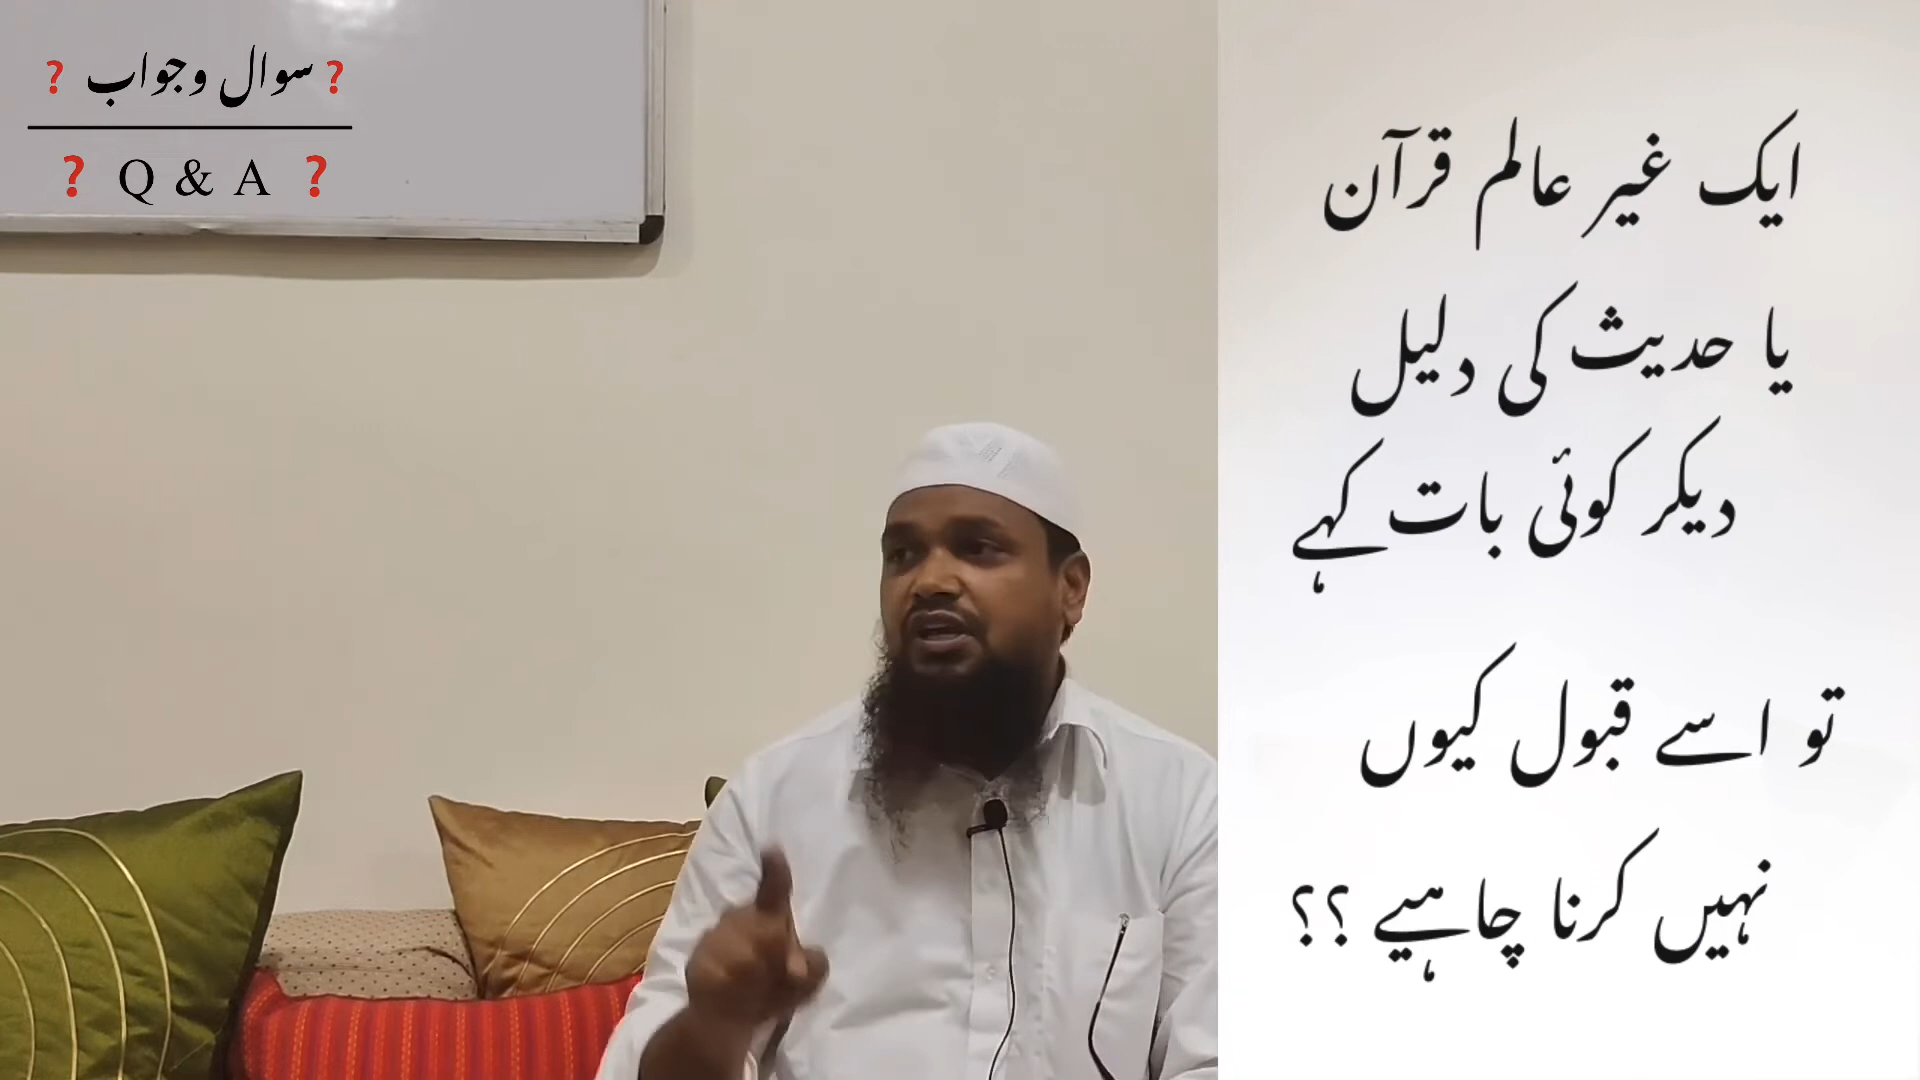 ? سوال وجواب ?
? Q & A ?
ایک غیر عالم قرآن
یا حدیث کی دلیل
دیکر کوئی بات کہے
تو اسے قبول کیوں
نہیں کرنا چاہیے ؟؟